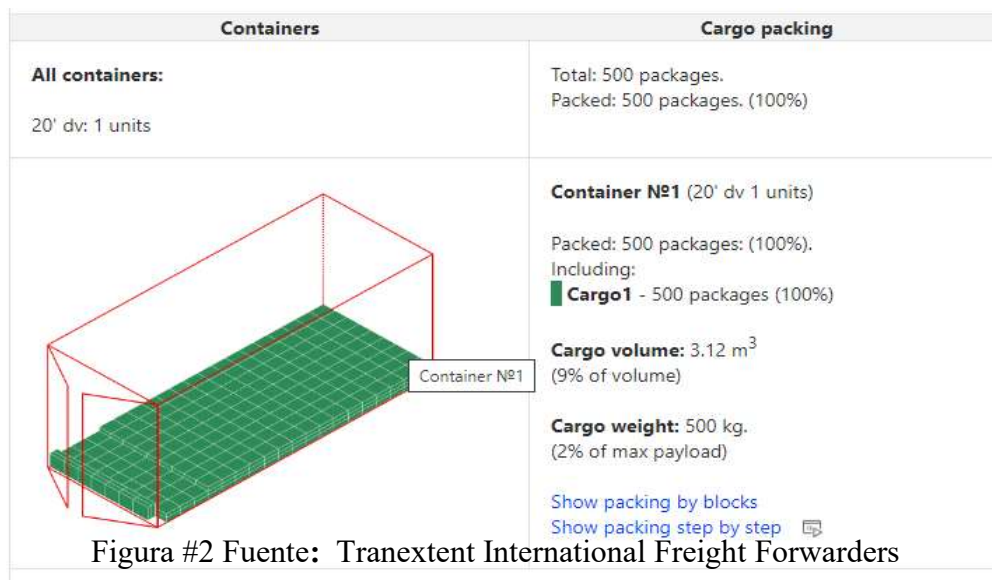 Containers
Cargo packing
All containers:
20' dv: 1 units
Total: 500 packages.
Packed: 500 packages. (100%)
Container №1
Container №1 (20' dv 1 units)
Packed: 500 packages: (100%).
Including:
Cargo1 - 500 packages (100%)
Cargo volume: 3.12 m³
(9% of volume)
Cargo weight: 500 kg.
(2% of max payload)
Show packing by blocks
Show packing step by step
Figura #2 Fuente: Tranextent International Freight Forwarders